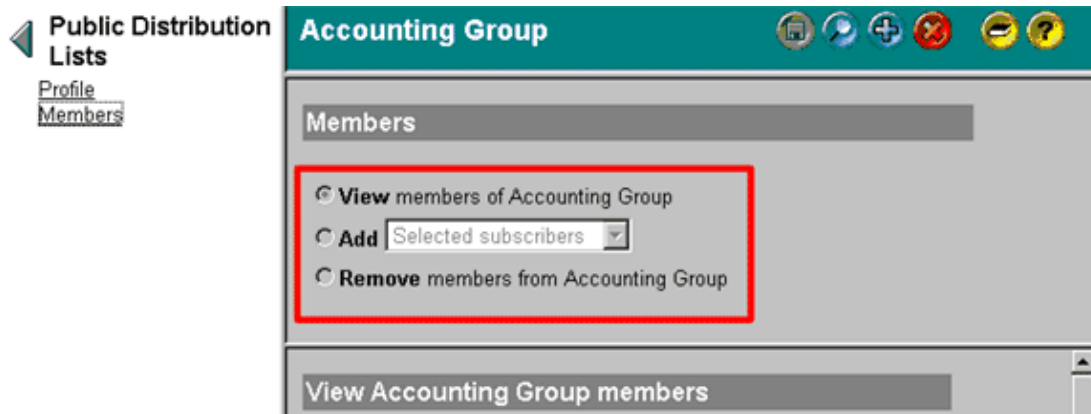 Public Distribution
Lists
Profile
Members
Accounting Group
?
Members
View members of Accounting Group
Add Selected subscribers
Remove members from Accounting Group
View Accounting Group members